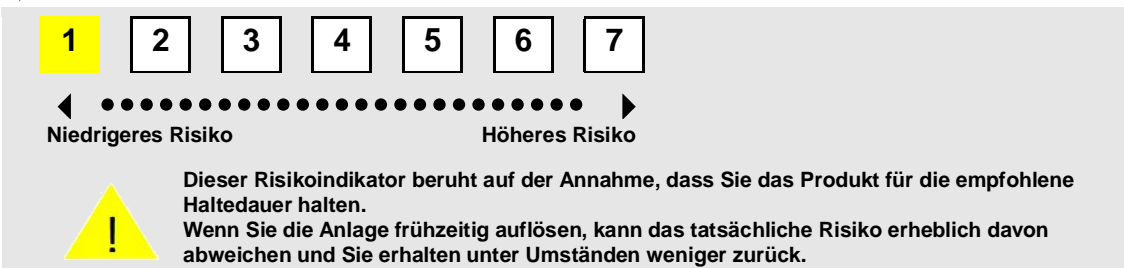 1 2 3 4 5 6 7
Niedrigeres Risiko Höheres Risiko
! Dieser Risikoindikator beruht auf der Annahme, dass Sie das Produkt für die empfohlene
Haltedauer halten.
Wenn Sie die Anlage frühzeitig auflösen, kann das tatsächliche Risiko erheblich davon
abweichen und Sie erhalten unter Umständen weniger zurück.